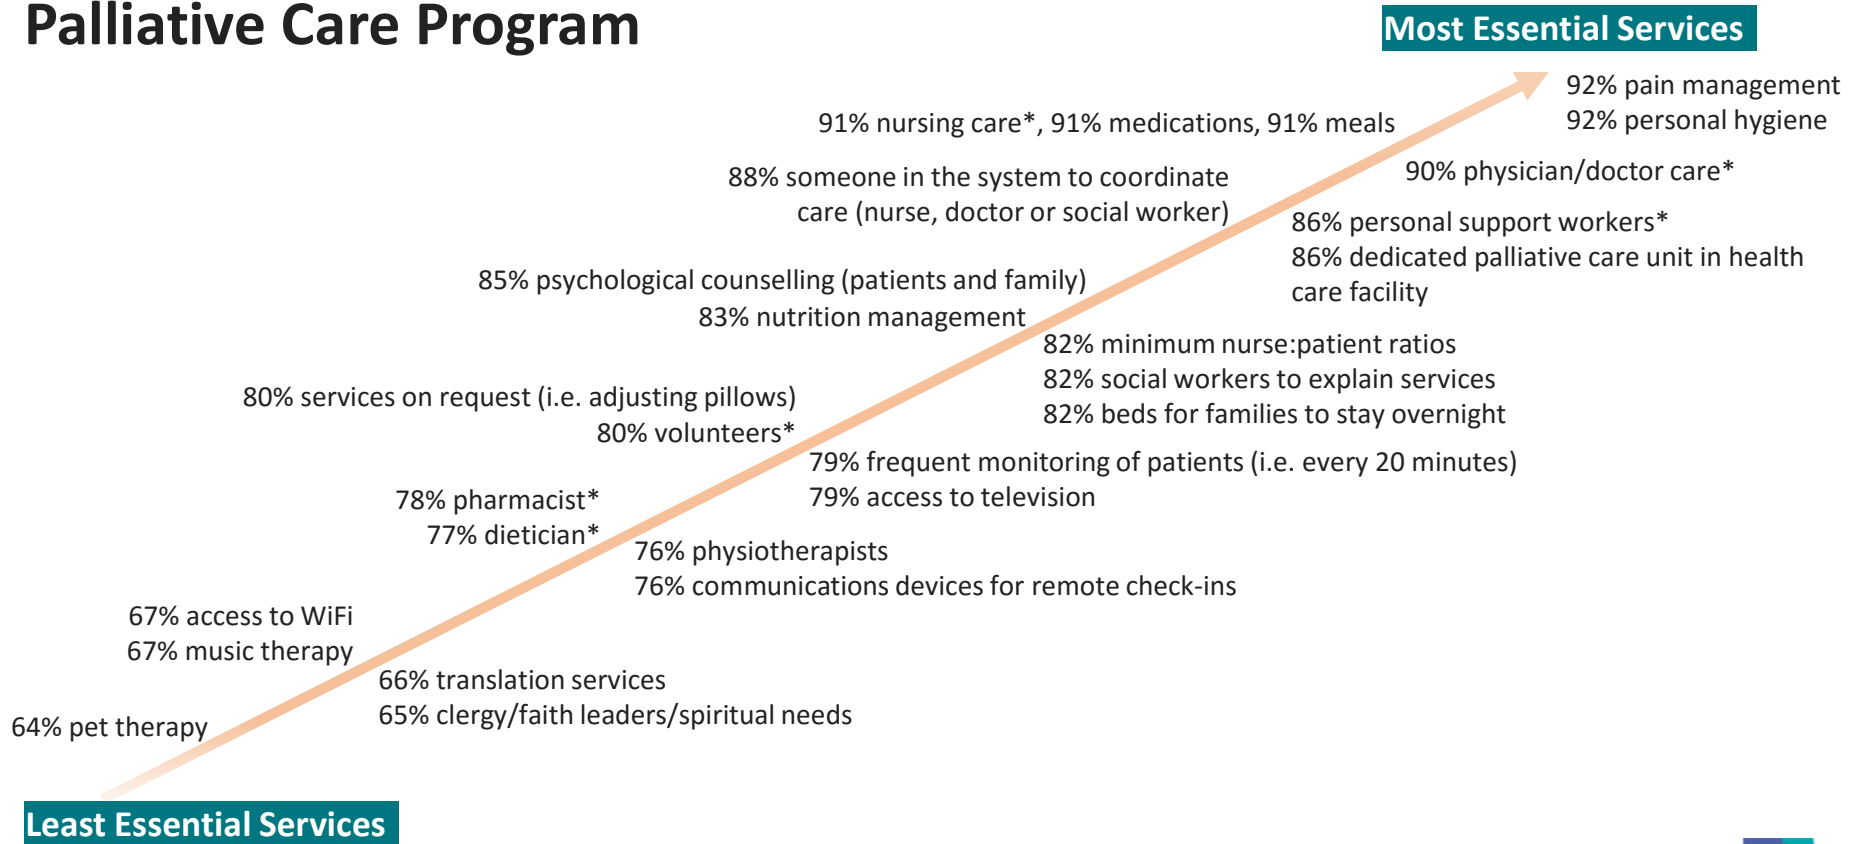 Palliative Care Program
Most Essential Services
92% pain management
92% personal hygiene
91% nursing care*, 91% medications, 91% meals
90% physician/doctor care*
88% someone in the system to coordinate
care (nurse, doctor or social worker)
86% personal support workers*
86% dedicated palliative care unit in health
care facility
85% psychological counselling (patients and family)
83% nutrition management
82% minimum nurse:patient ratios
82% social workers to explain services
82% beds for families to stay overnight
80% services on request (i.e. adjusting pillows)
80% volunteers*
79% frequent monitoring of patients (i.e. every 20 minutes)
79% access to television
78% pharmacist*
77% dietician*
76% physiotherapists
76% communications devices for remote check-ins
67% access to WiFi
67% music therapy
66% translation services
65% clergy/faith leaders/spiritual needs
64% pet therapy
Least Essential Services